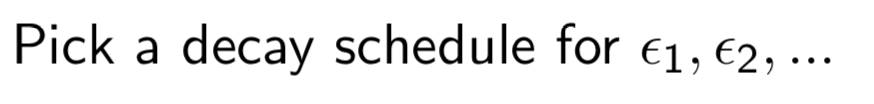 Pick a decay schedule for ϵ₁, ϵ₂, ...